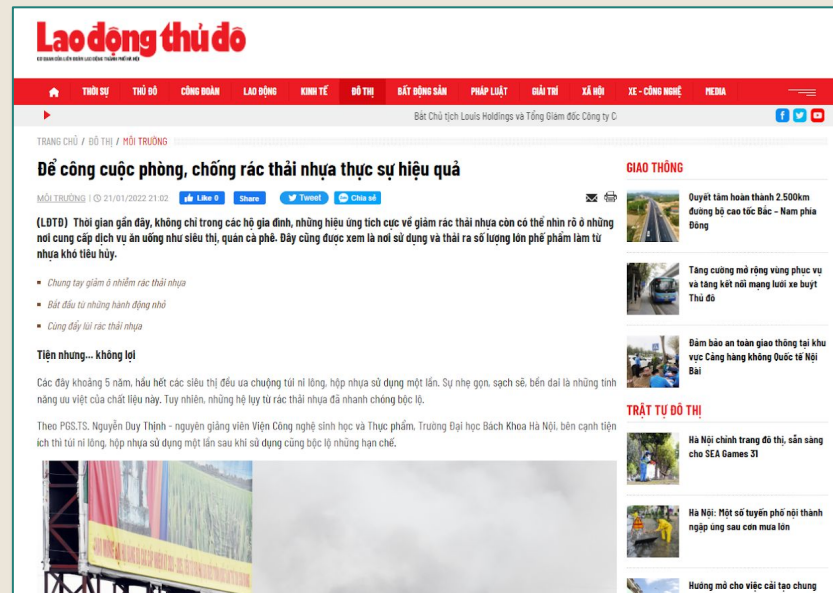 Lao động thủ đô
CƠ QUAN CỦA LIÊN ĐOÀN LAO ĐỘNG THÀNH PHỐ HÀ NỘI
THỜI SỰ THỦ ĐÔ CÔNG ĐOÀN LAO ĐỘNG KINH TẾ ĐÔ THỊ BẤT ĐỘNG SẢN PHÁP LUẬT GIẢI TRÍ XÃ HỘI XE - CÔNG NGHỆ MEDIA
Bắt Chủ tịch Louis Holdings và Tổng Giám đốc Công ty C
TRANG CHỦ / ĐÔ THỊ / MÔI TRƯỜNG
Để công cuộc phòng, chống rác thải nhựa thực sự hiệu quả
MÔI TRƯỜNG | 21/01/2022 21:02 Like 0 Share Tweet Chia sẻ
(LĐTĐ) Thời gian gần đây, không chỉ trong các hộ gia đình, những hiệu ứng tích cực về giảm rác thải nhựa còn có thể nhìn rõ ở những
nơi cung cấp dịch vụ ăn uống như siêu thị, quán cà phê. Đây cũng được xem là nơi sử dụng và thải ra số lượng lớn phế phẩm làm từ
nhựa khó tiêu hủy.
Chung tay giảm ô nhiễm rác thải nhựa
Bắt đầu từ những hành động nhỏ
Cùng đẩy lùi rác thải nhựa
Tiện nhưng... không lợi
Các đây khoảng 5 năm, hầu hết các siêu thị đều ưa chuộng túi ni lông, hộp nhựa sử dụng một lần. Sự nhẹ gọn, sạch sẽ, bền dai là những tính
năng ưu việt của chất liệu này. Tuy nhiên, những hệ lụy từ rác thải nhựa đã nhanh chóng bộc lộ.
Theo PGS.TS. Nguyễn Duy Thịnh - nguyên giảng viên Viện Công nghệ sinh học và Thực phẩm, Trường Đại học Bách Khoa Hà Nội, bên cạnh tiện
ích thì túi ni lông, hộp nhựa sử dụng một lần sau khi sử dụng cũng bộc lộ những hạn chế.
GIAO THÔNG
Quyết tâm hoàn thành 2.500km
đường bộ cao tốc Bắc - Nam phía
Đông
Tăng cường mở rộng vùng phục vụ
và tăng kết nối mạng lưới xe buýt
Thủ đô
Đảm bảo an toàn giao thông tại khu
vực Cảng hàng không Quốc tế Nội
Bài
TRẬT TỰ ĐÔ THỊ
Hà Nội chỉnh trang đô thị, sẵn sàng
cho SEA Games 31
Hà Nội: Một số tuyến phố nội thành
ngập úng sau cơn mưa lớn
Hướng mở cho việc cải tạo chung